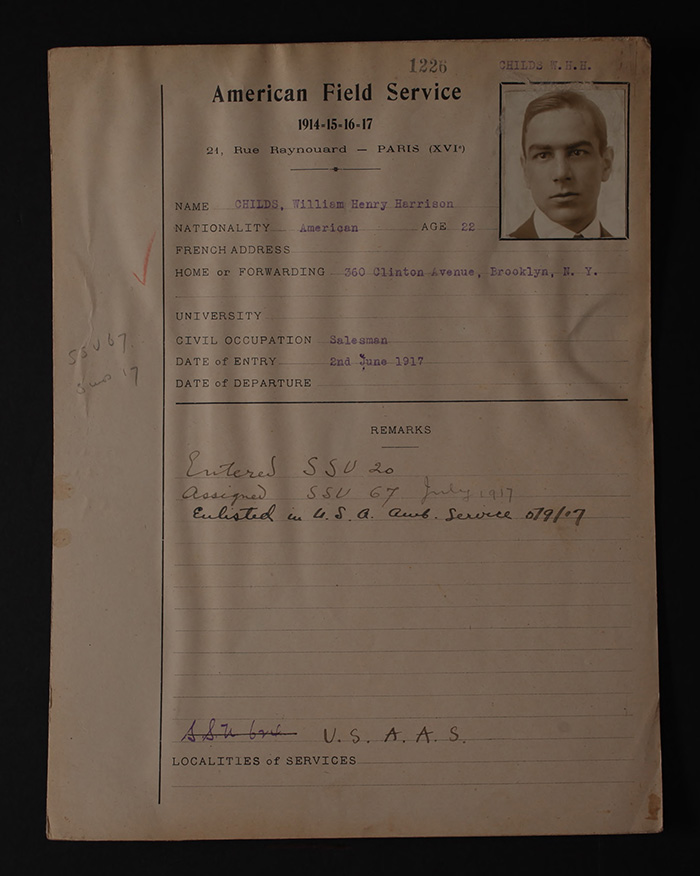 1226
CHILDS W.H.H.
American Field Service
1914-15-16-17
21, Rue Raynouard — PARIS (XVIe)
NAME CHILDS, William Henry Harrison
NATIONALITY American AGE 22
FRENCH ADDRESS
HOME or FORWARDING 360 Clinton Avenue, Brooklyn, N. Y.
UNIVERSITY
CIVIL OCCUPATION Salesman
DATE of ENTRY 2nd June 1917
DATE of DEPARTURE
SSU 67.
17
REMARKS
Entered SSU 20
Assigned SSU 67 July 1917
Enlisted in U.S.A. Amb. Service
SSU
U. S. A. A. S.
LOCALITIES of SERVICES